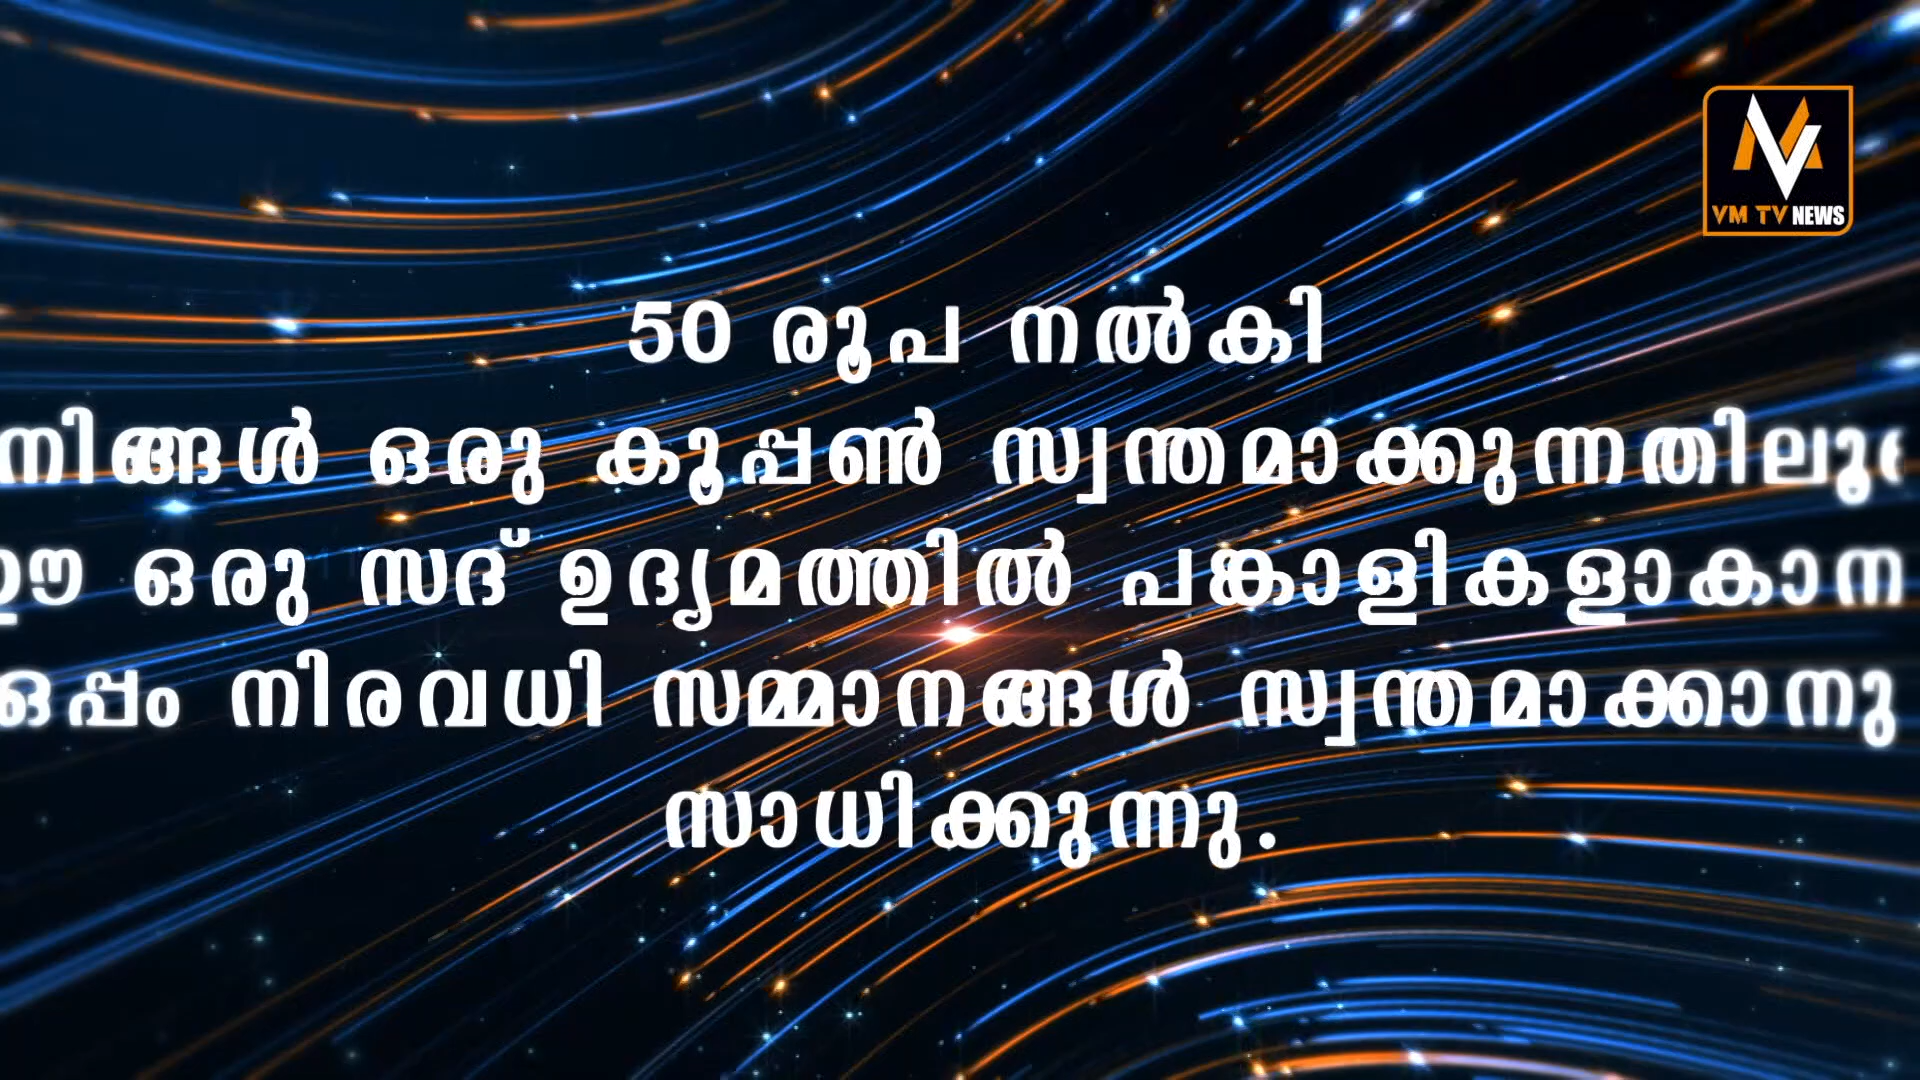 VM TV NEWS
50 രൂപ നൽകി
നിങ്ങൾ ഒരു കൂപ്പൺ സ്വന്തമാക്കുന്നതിലൂ
ഈ ഒരു സദ് ഉദ്യമത്തിൽ പങ്കാളികളാകാന
ഒപ്പം നിരവധി സമ്മാനങ്ങൾ സ്വന്തമാക്കാനു
സാധിക്കുന്നു.